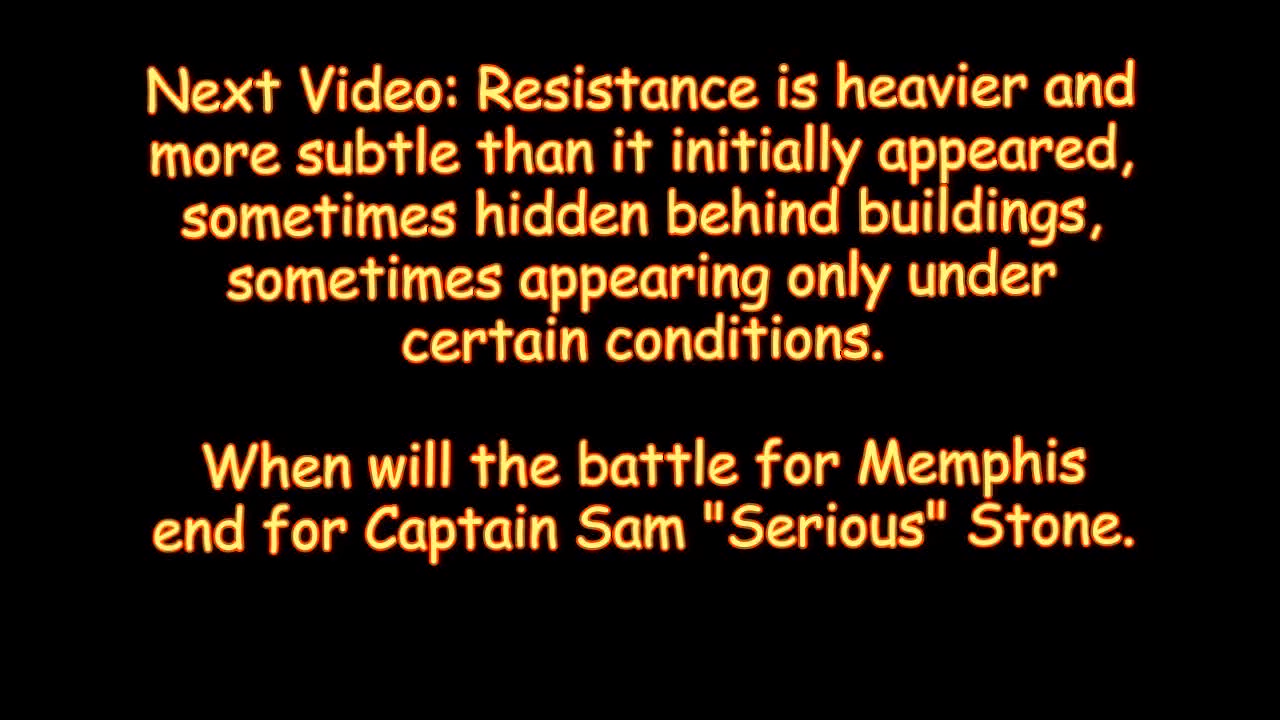 Next Video: Resistance is heavier and
more subtle than it initially appeared,
sometimes hidden behind buildings,
sometimes appearing only under
certain conditions.
When will the battle for Memphis
end for Captain Sam "Serious" Stone.